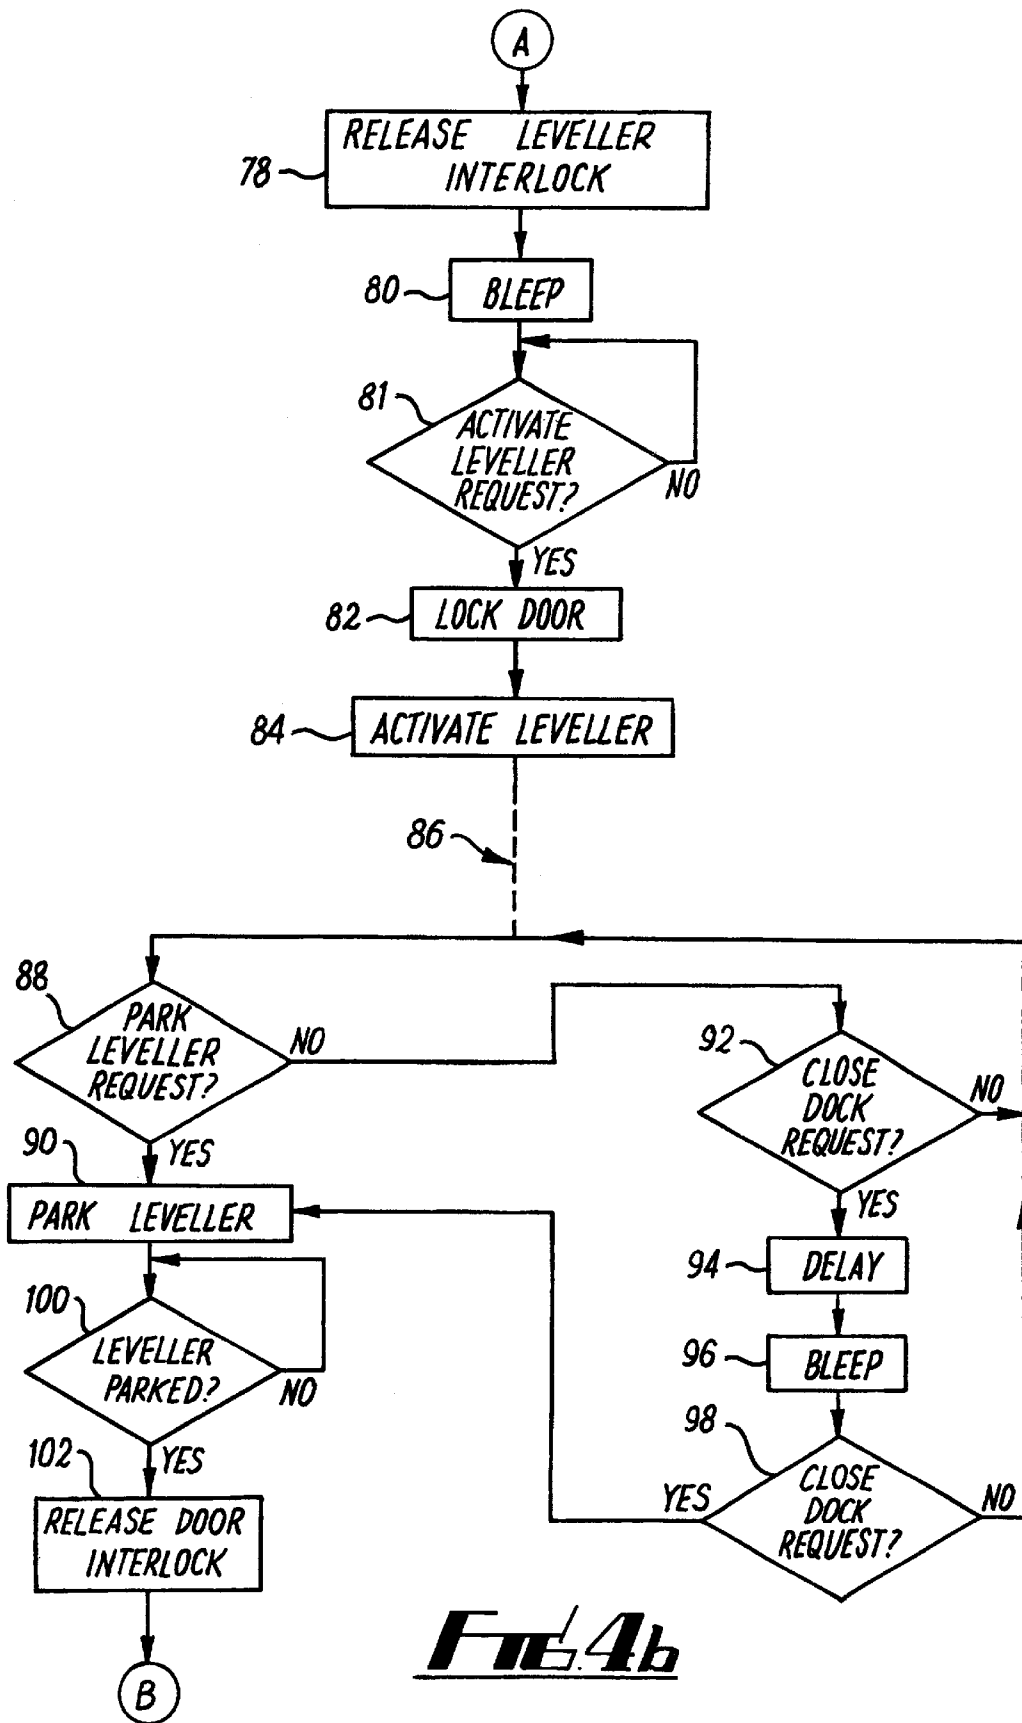 A
RELEASE LEVELLER
INTERLOCK
78
BLEEP
80
81
ACTIVATE
LEVELLER
REQUEST?
NO
YES
LOCK DOOR
82
ACTIVATE LEVELLER
84
86
88
PARK
LEVELLER
REQUEST?
NO
92
CLOSE
DOCK
REQUEST?
NO
YES
90
PARK LEVELLER
YES
94
DELAY
100
LEVELLER
PARKED?
NO
96
BLEEP
98
CLOSE
DOCK
REQUEST?
YES
NO
102
YES
RELEASE DOOR
INTERLOCK
B
FIG. 4b